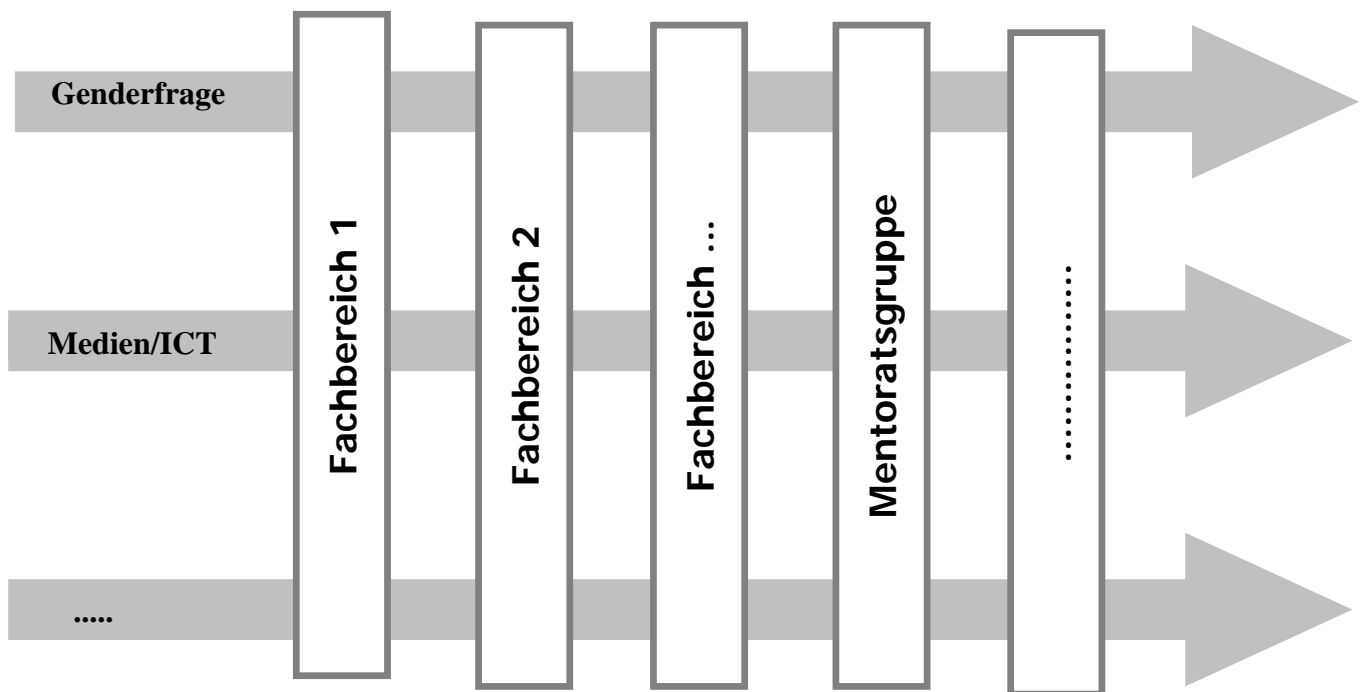 Genderfrage
Medien/ICT
.....
Fachbereich 1
Fachbereich 2
Fachbereich ...
Mentoratsgruppe
.....................